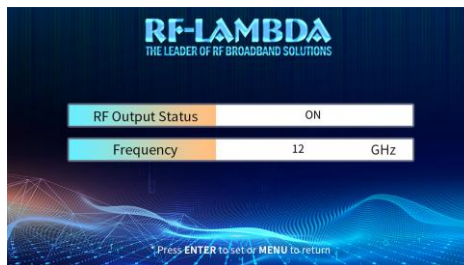 RF-LAMBDA
THE LEADER OF RF BROADBAND SOLUTIONS
RF Output Status ON
Frequency 12 GHz
* Press ENTER to set or MENU to return